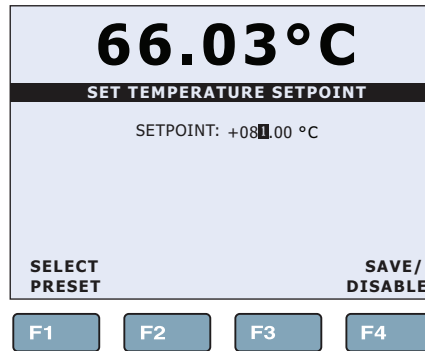 66.03°C
SET TEMPERATURE SETPOINT
SETPOINT: +081.00 °C
SELECT SAVE/
PRESET DISABLE
F1 F2 F3 F4